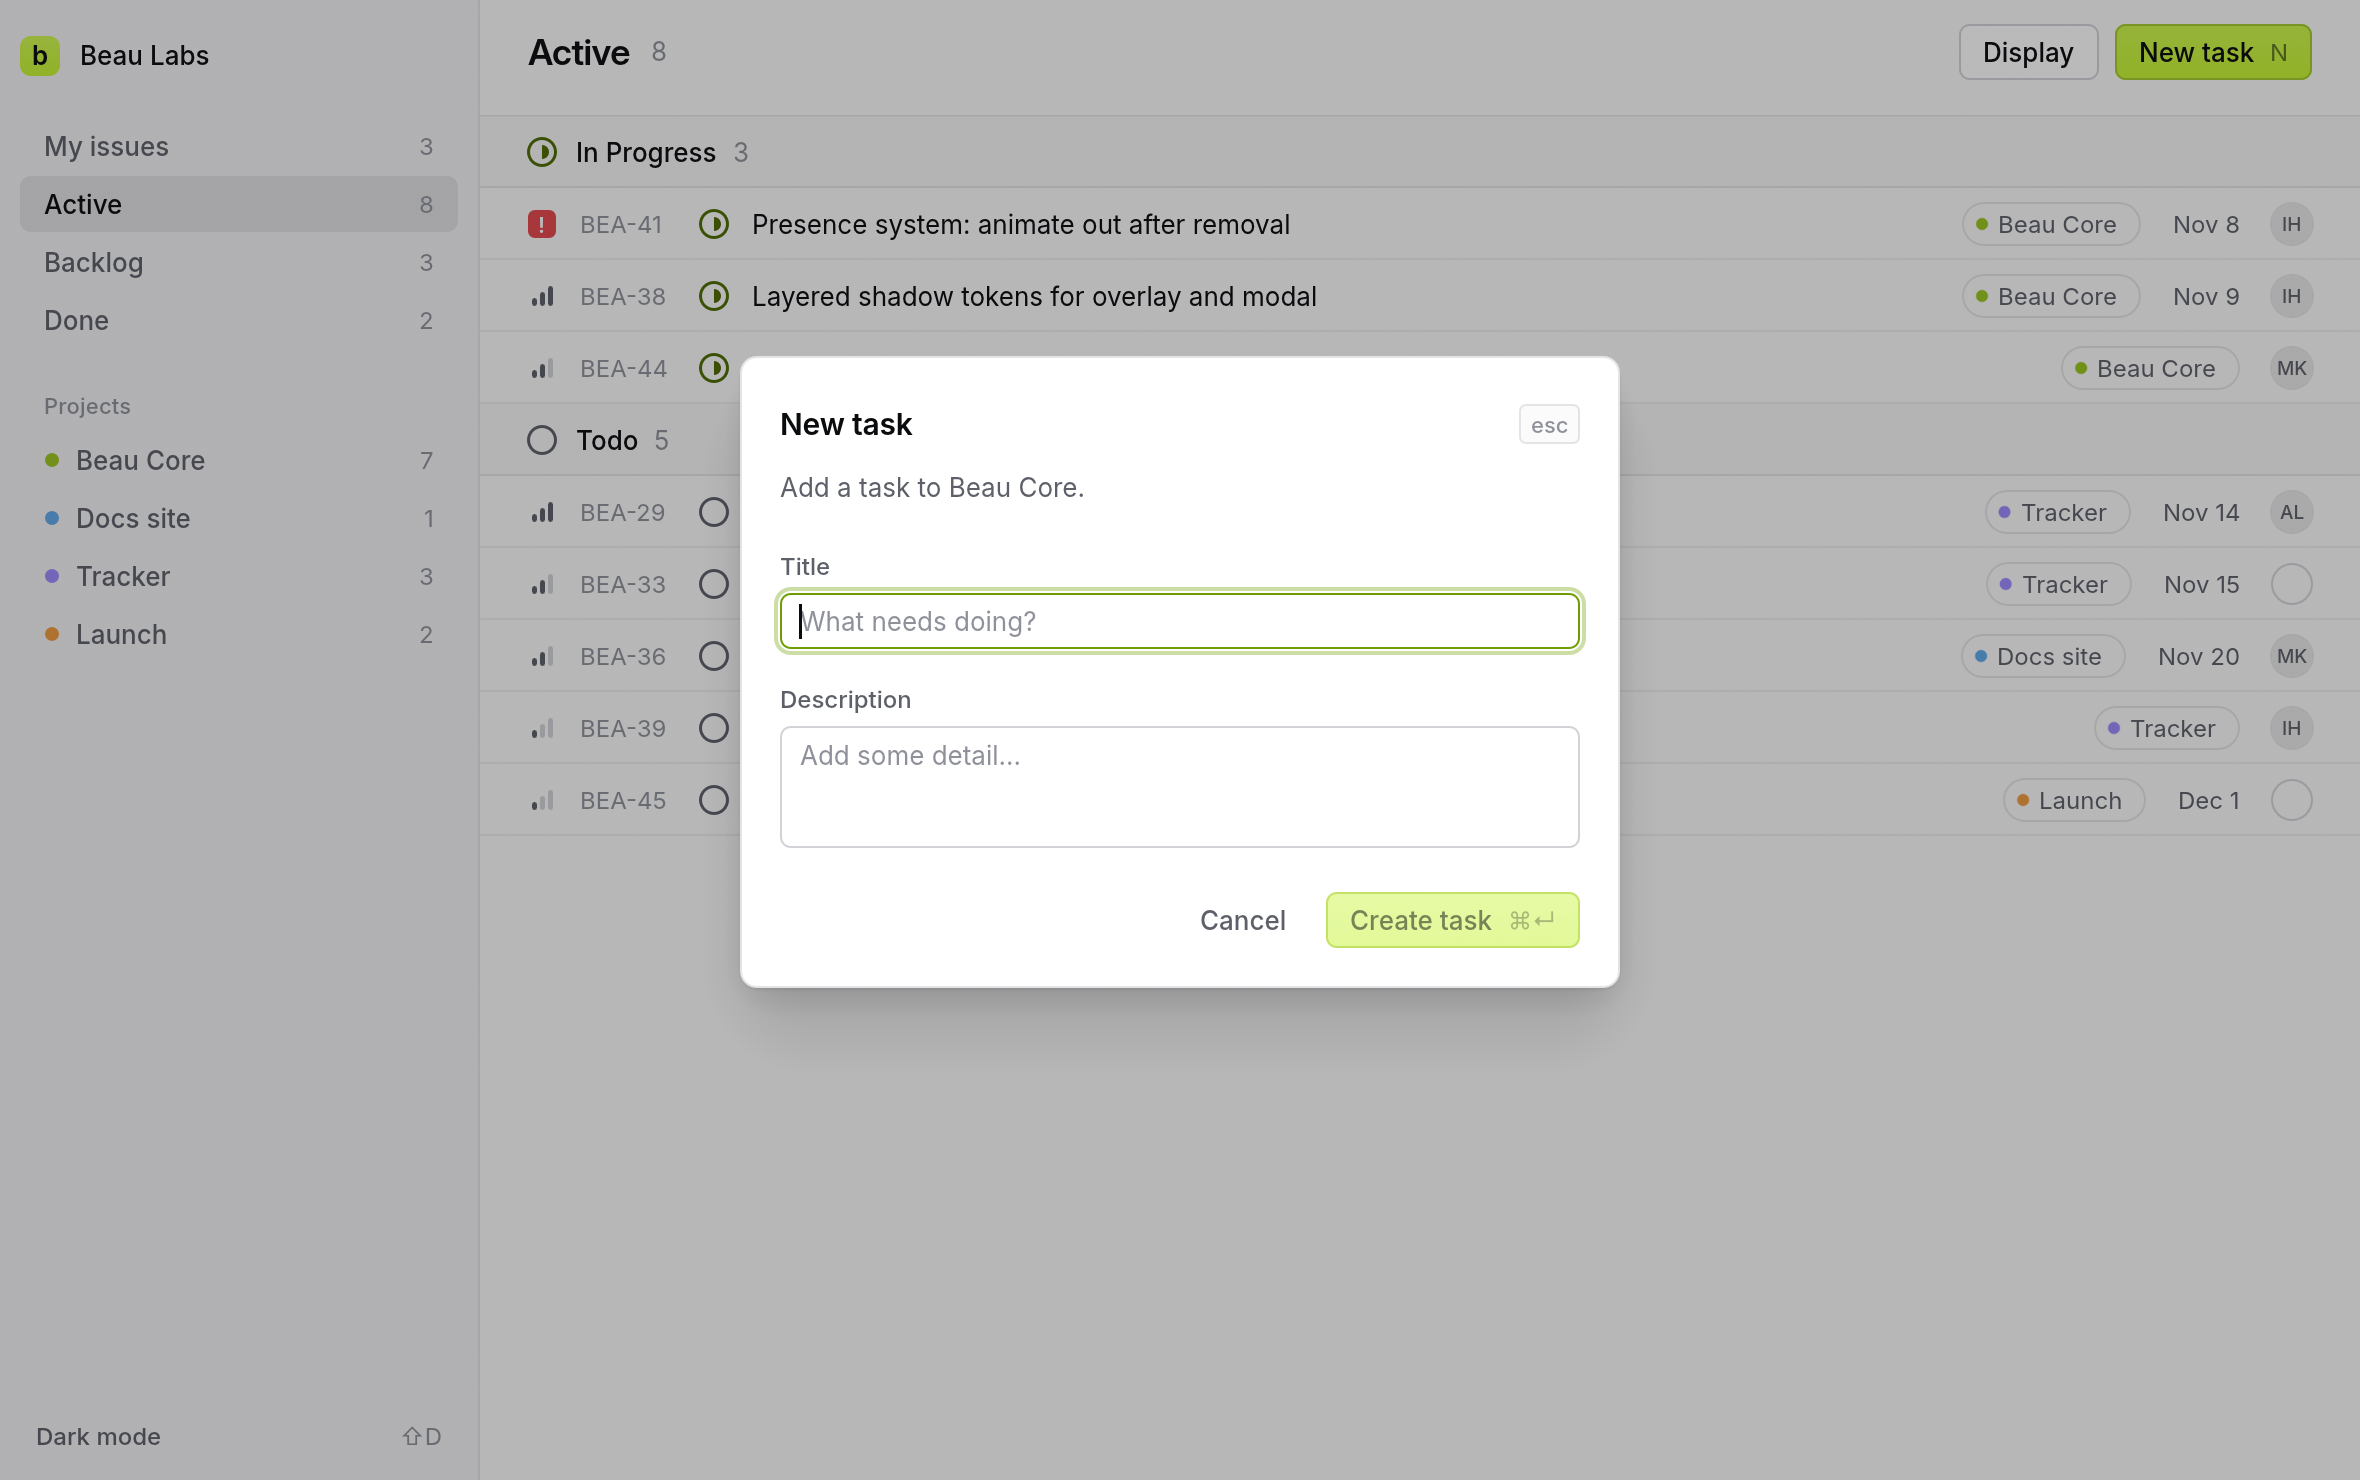 b Beau Labs
My issues 3
Active 8
Backlog 3
Done 2
Projects
Beau Core 7
Docs site 1
Tracker 3
Launch 2
Dark mode ⇧D
Active 8
Display
New task N
In Progress 3
! BEA-41 Presence system: animate out after removal Beau Core Nov 8 IH
BEA-38 Layered shadow tokens for overlay and modal Beau Core Nov 9 IH
BEA-44 Beau Core MK
Todo 5
BEA-29 Tracker Nov 14 AL
BEA-33 Tracker Nov 15
BEA-36 Docs site Nov 20 MK
BEA-39 Tracker IH
BEA-45 Launch Dec 1
New task esc
Add a task to Beau Core.
Title
What needs doing?
Description
Add some detail...
Cancel
Create task ⌘↵